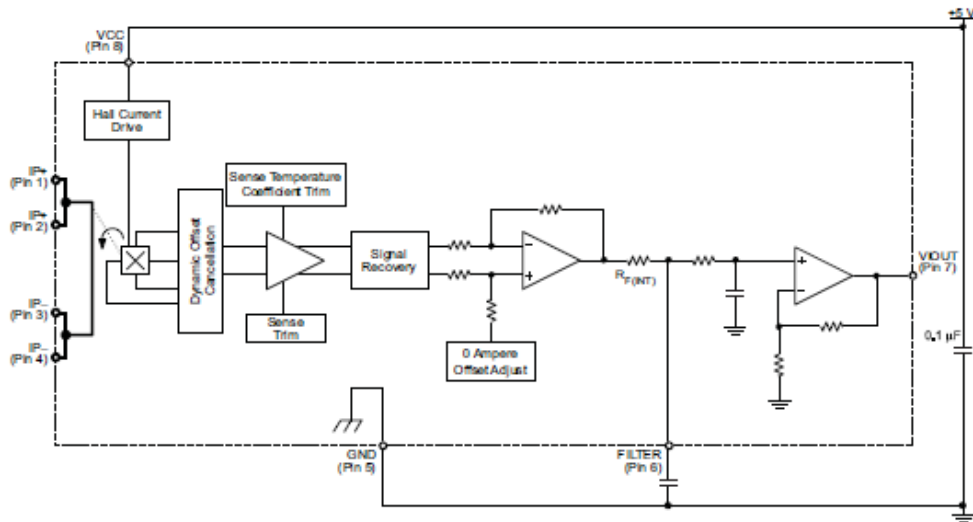 +5 V
VCC
(Pin 8)
Hall Current
Drive
IP+
(Pin 1)
IP+
(Pin 2)
IP−
(Pin 3)
IP−
(Pin 4)
Dynamic Offset
Cancellation
Sense Temperature
Coefficient Trim
Sense
Trim
Signal
Recovery
0 Ampere
Offset Adjust
−
+
RF(INT)
+
−
VIOUT
(Pin 7)
0.1 µF
GND
(Pin 5)
FILTER
(Pin 6)